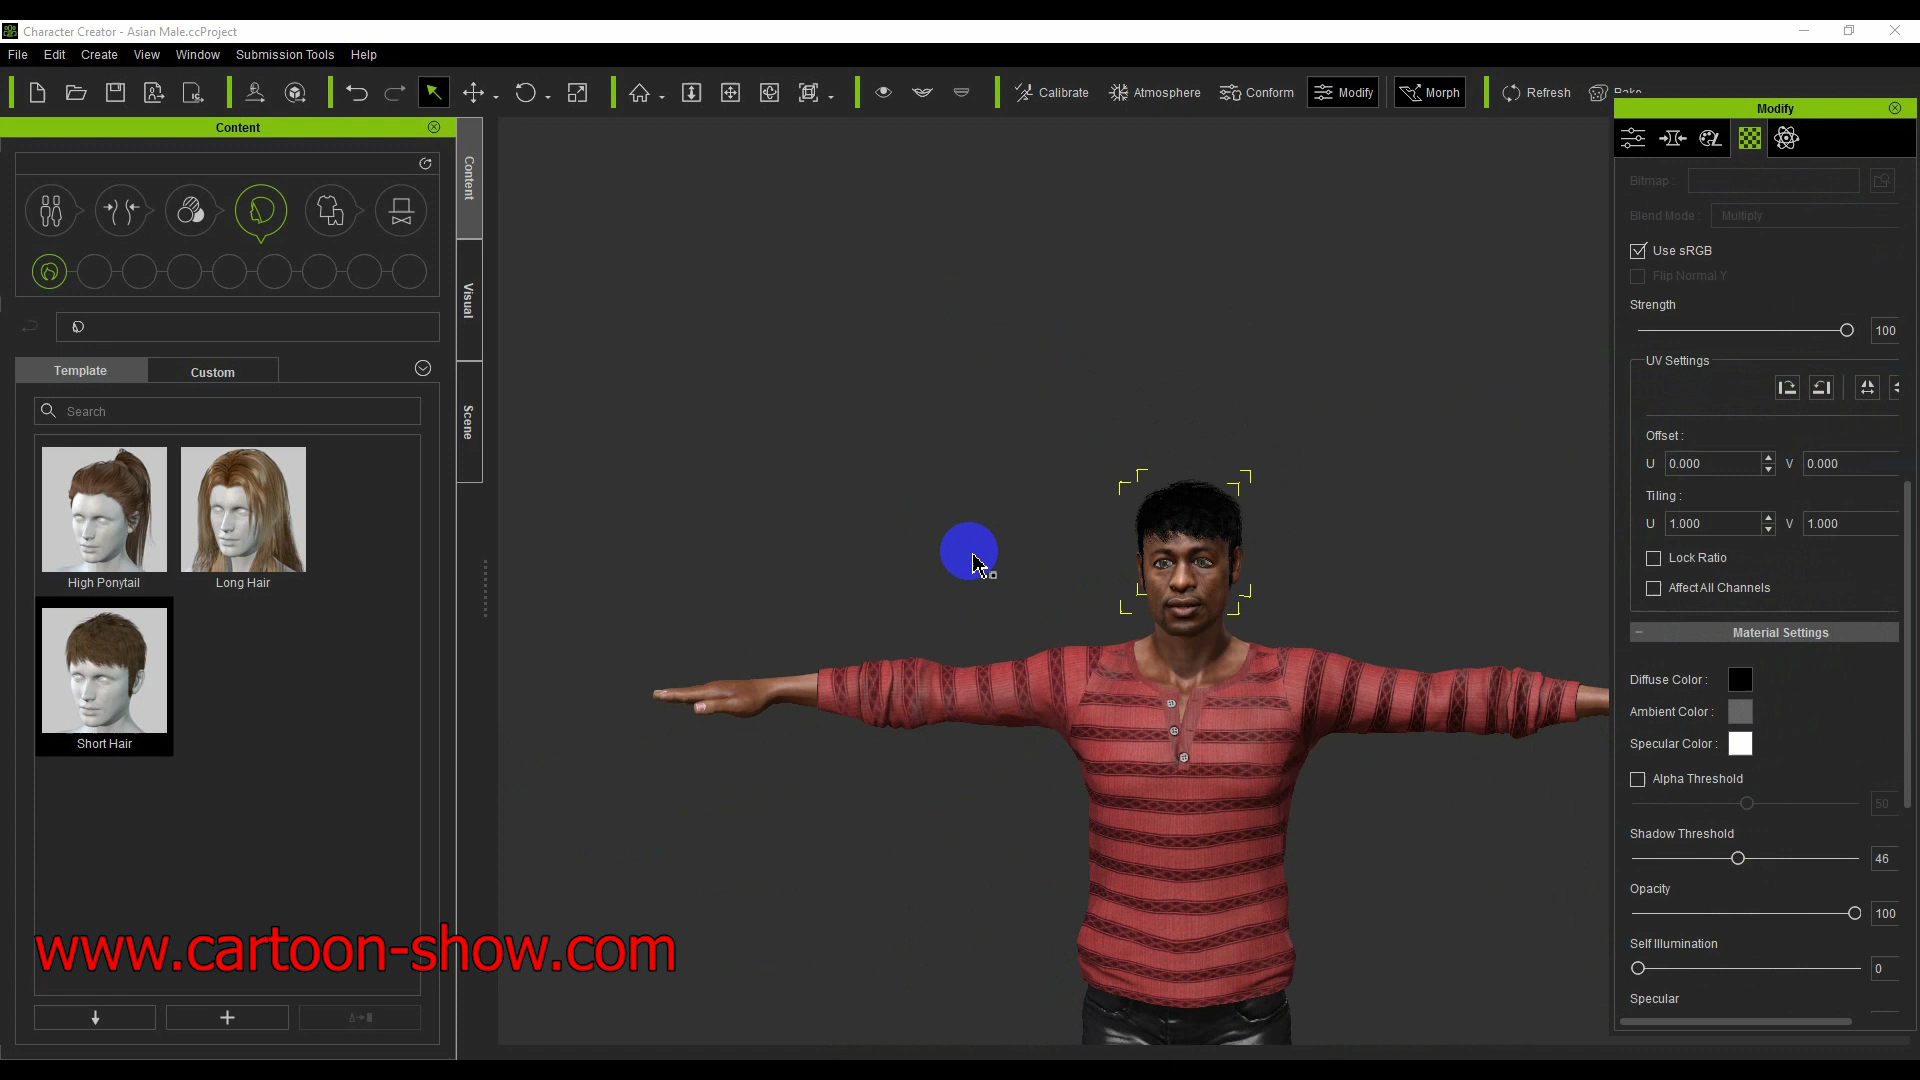 Character Creator - Asian Male.ccProject
File Edit Create View Window Submission Tools Help
Calibrate Atmosphere Conform Modify Morph Refresh
Content
Modify
Content
Visual
Scene
Template Custom
Search
High Ponytail Long Hair
Short Hair
Bitmap :
Blend Mode : Multiply
Use sRGB
Flip Normal Y
Strength
100
UV Settings
Offset :
U 0.000 V 0.000
Tiling :
U 1.000 V 1.000
Lock Ratio
Affect All Channels
Material Settings
Diffuse Color :
Ambient Color :
Specular Color :
Alpha Threshold
50
Shadow Threshold
46
Opacity
100
Self Illumination
0
Specular
www.cartoon-show.com